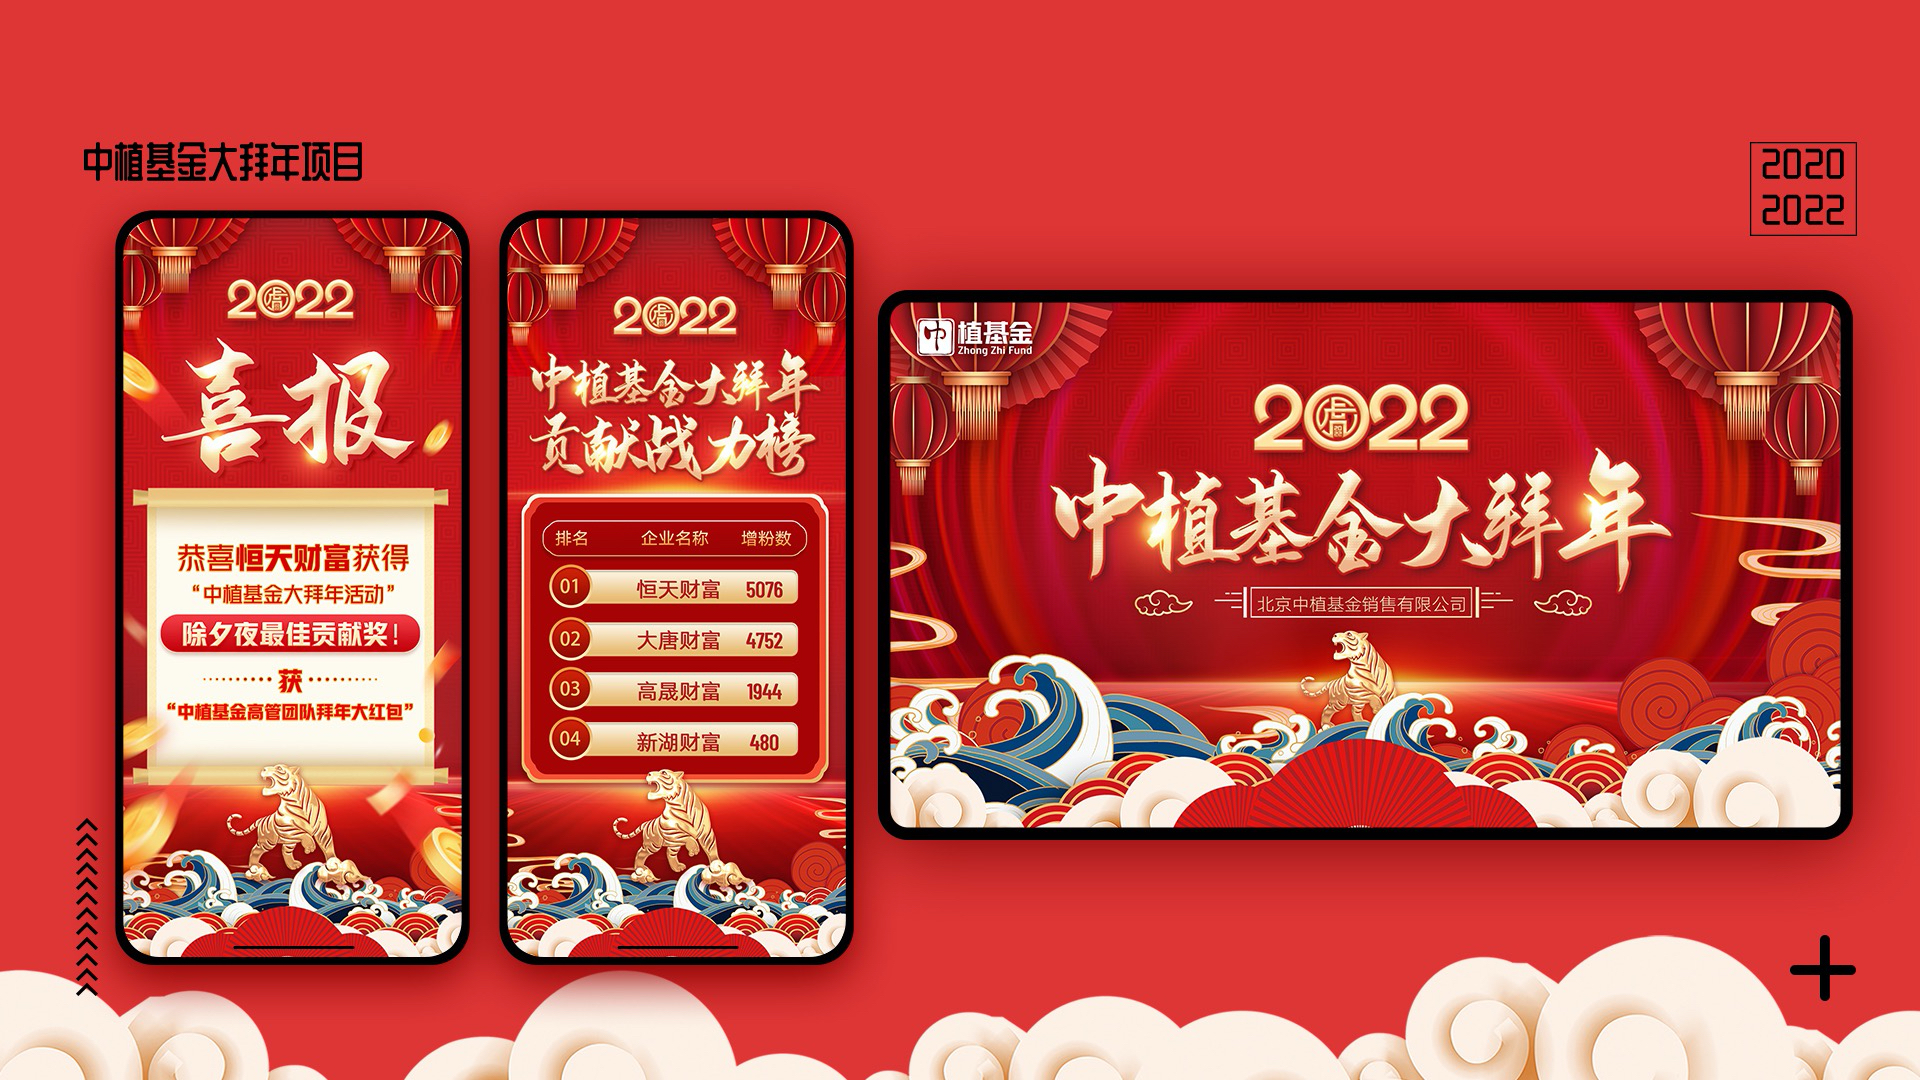 中植基金大拜年项目
2020
2022
2022
喜报
恭喜恒天财富获得
“中植基金大拜年活动”
除夕夜最佳贡献奖!
获
“中植基金高管团队拜年大红包”
2022
中植基金大拜年
贡献战力榜
排名 企业名称 增粉数
01 恒天财富 5076
02 大唐财富 4752
03 高晟财富 1944
04 新湖财富 480
中 植基金
Zhong Zhi Fund
2022
中植基金大拜年
北京中植基金销售有限公司